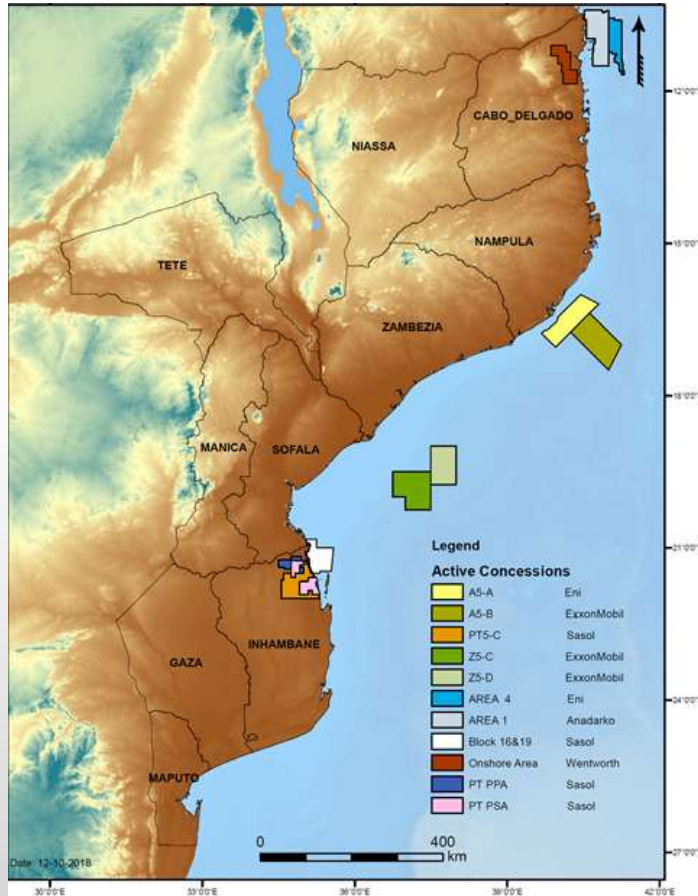 CABO_DELGADO
NIASSA
NAMPULA
TETE
ZAMBEZIA
MANICA
SOFALA
INHAMBANE
GAZA
MAPUTO
12°0'0"
15°0'0"
18°0'0"
21°0'0"
24°0'0"
27°0'0"
Legend
Active Concessions
A5-A Eni
A5-B ExxonMobil
PT5-C Sasol
Z5-C ExxonMobil
Z5-D ExxonMobil
AREA 4 Eni
AREA 1 Anadarko
Block 16&19 Sasol
Onshore Area Wentworth
PT PPA Sasol
PT PSA Sasol
0 400
km
Date: 12-10-2018
30°0'0"E 33°0'0"E 36°0'0"E 39°0'0"E 42°0'0"E